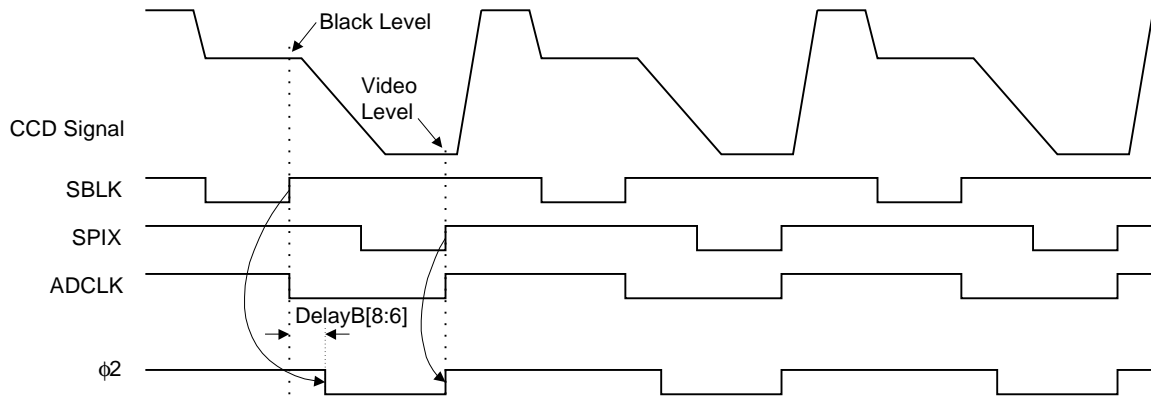 Black Level
Video
Level
CCD Signal
SBLK
SPIX
ADCLK
DelayB[8:6]
ϕ2